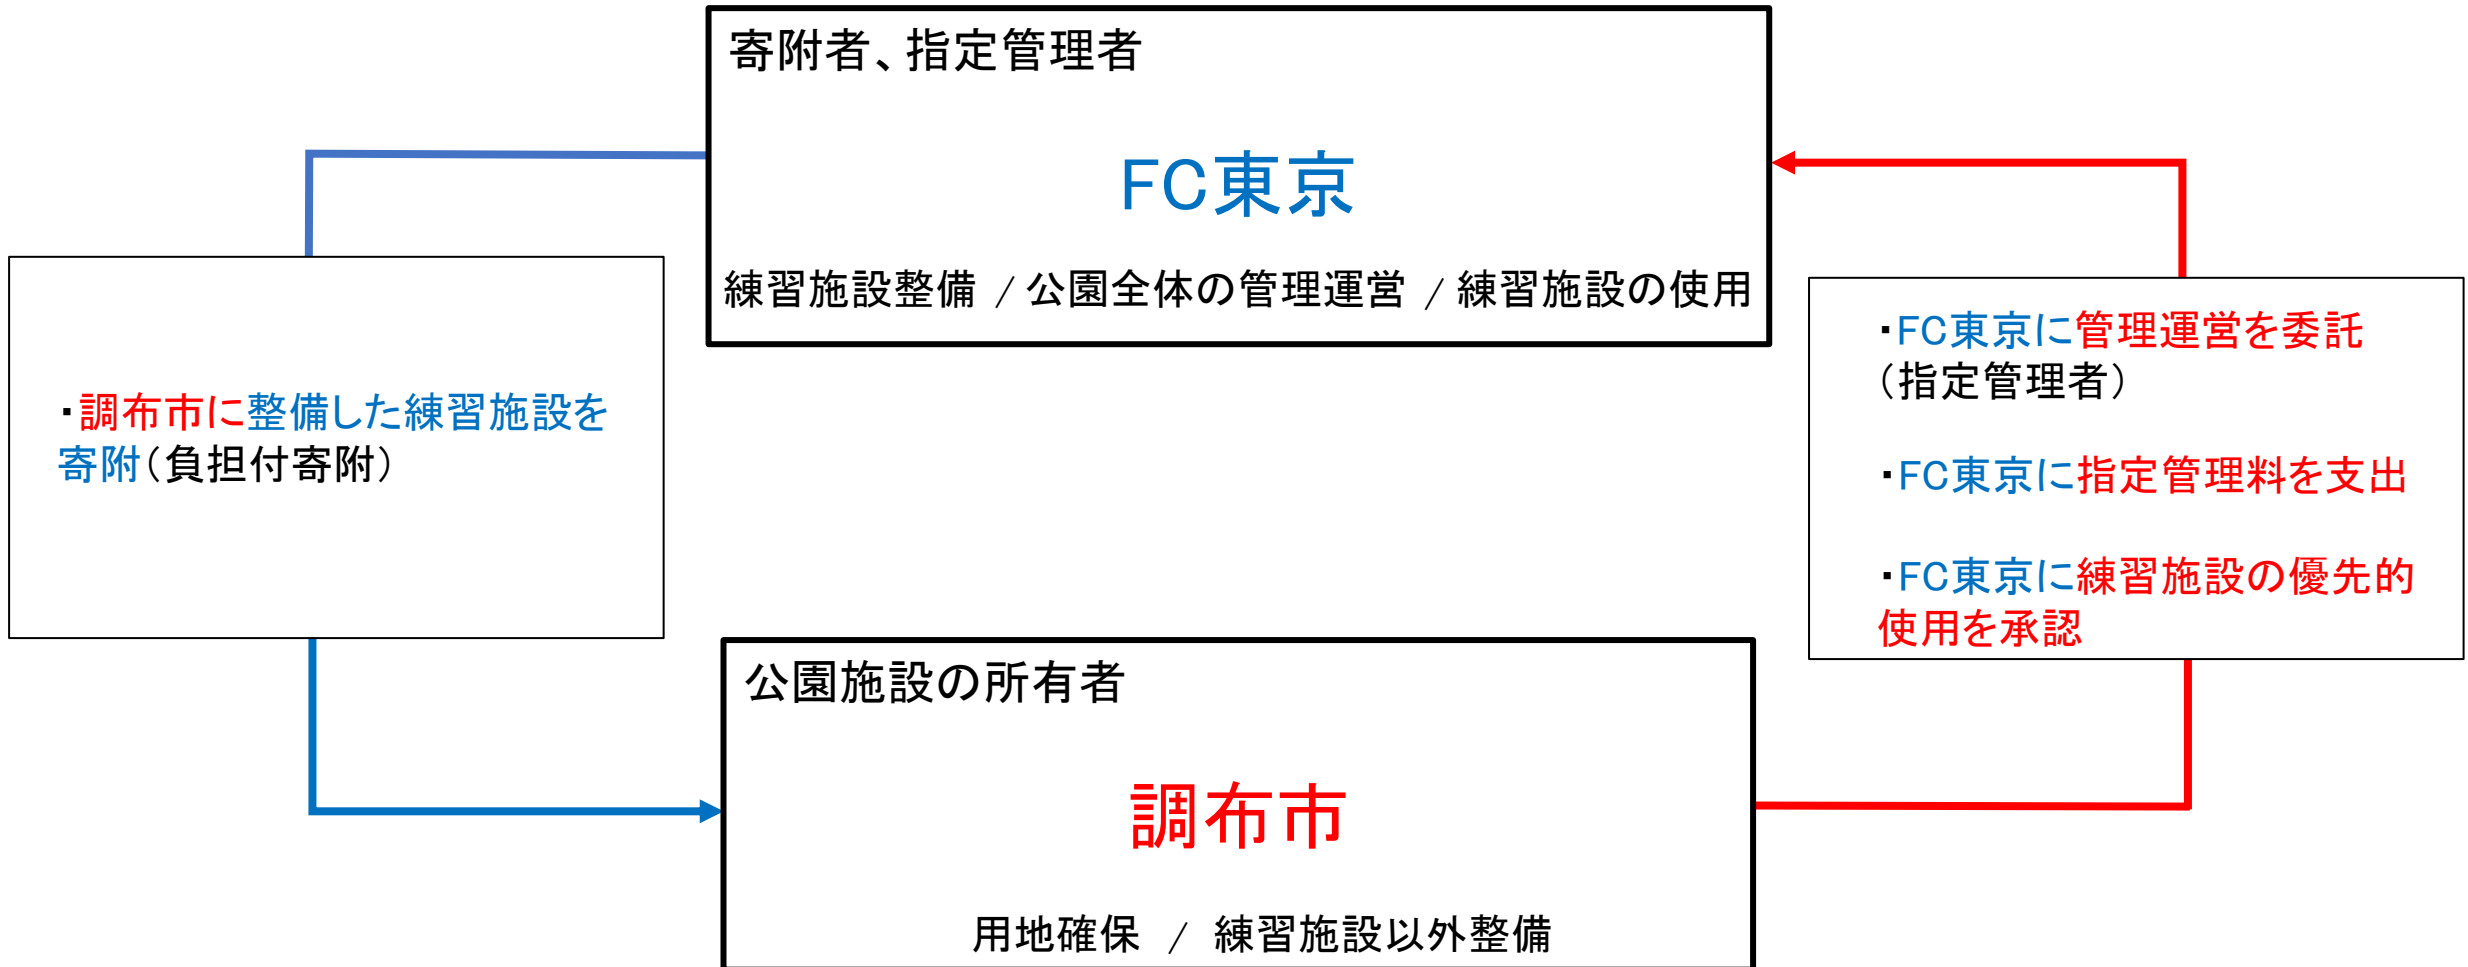 寄附者、指定管理者
FC東京
練習施設整備 / 公園全体の管理運営 / 練習施設の使用
・調布市に整備した練習施設を
寄附(負担付寄附)
・FC東京に管理運営を委託
(指定管理者)
・FC東京に指定管理料を支出
・FC東京に練習施設の優先的
使用を承認
公園施設の所有者
調布市
用地確保 / 練習施設以外整備